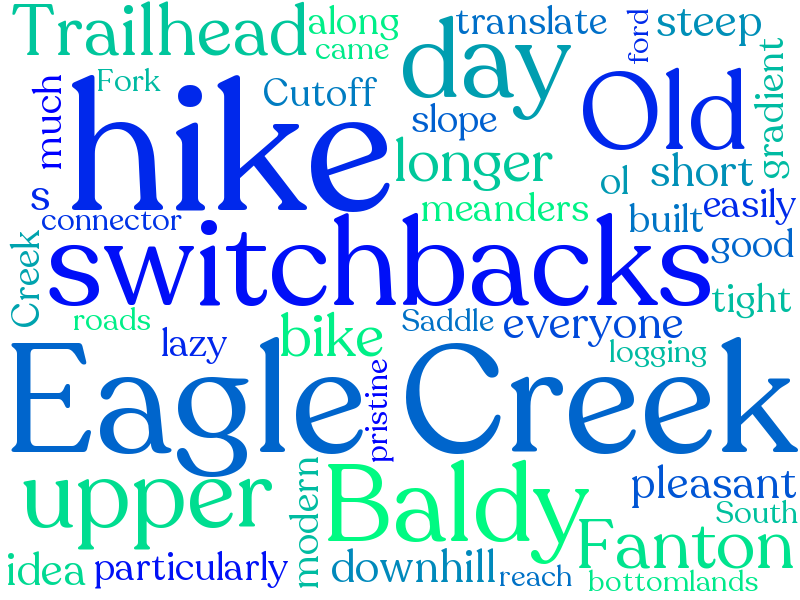 Trailhead
along
came
translate
ford
steep
gradient
much
Fork
Cutoff
day
slope
Old
hike
longer
ol
short
s
connector
meanders
built
easily
good
Creek
switchbacks
tight
roads
lazy
bike
Saddle
everyone
logging
pristine
Eagle Creek
upper
modern
Baldy
pleasant
South
Fanton
idea
particularly
downhill
reach
bottomlands